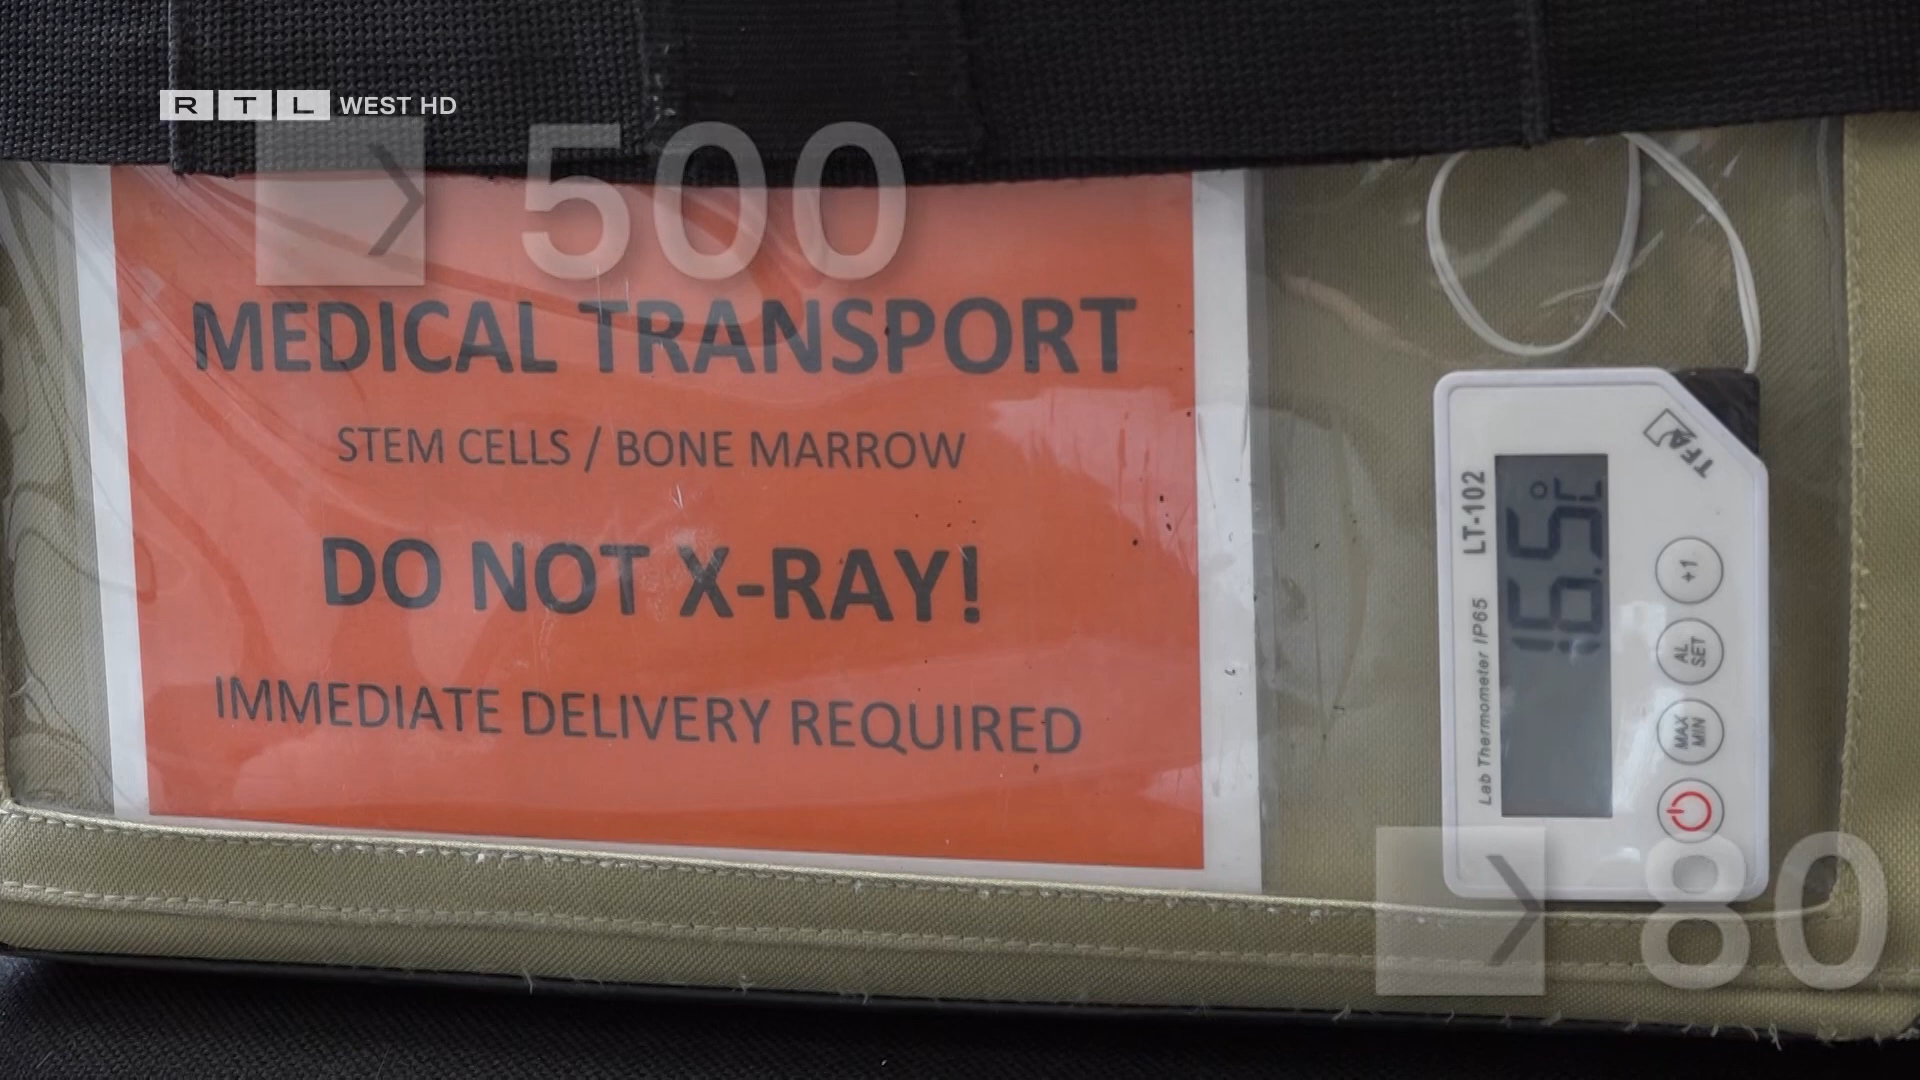 RTL WEST HD
> 500
MEDICAL TRANSPORT
STEM CELLS / BONE MARROW
DO NOT X-RAY!
IMMEDIATE DELIVERY REQUIRED
TFA
LT-102
Lab Thermometer IP65
16.5°C
+1
AL SET
MAX MIN
> 80